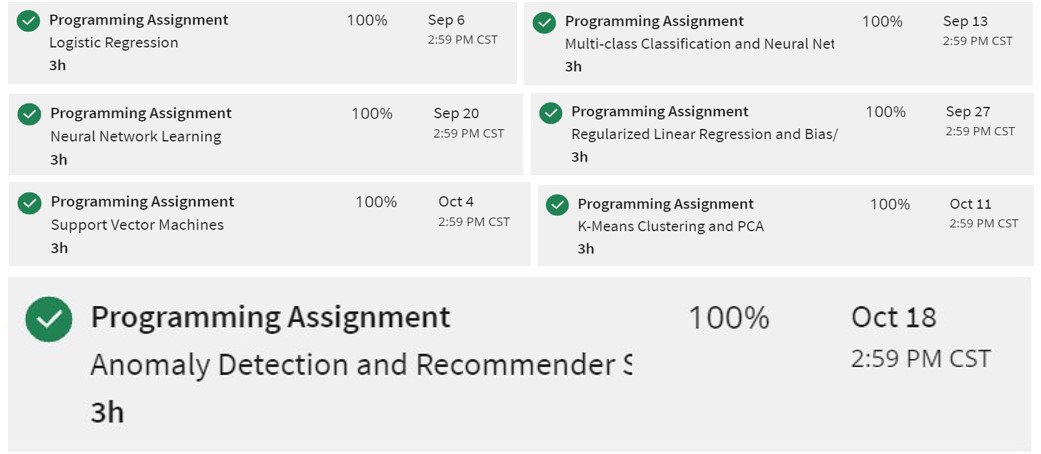 Programming Assignment 100% Sep 6
Logistic Regression 2:59 PM CST
3h
Programming Assignment 100% Sep 13
Multi-class Classification and Neural Net 2:59 PM CST
3h
Programming Assignment 100% Sep 20
Neural Network Learning 2:59 PM CST
3h
Programming Assignment 100% Sep 27
Regularized Linear Regression and Bias/ 2:59 PM CST
3h
Programming Assignment 100% Oct 4
Support Vector Machines 2:59 PM CST
3h
Programming Assignment 100% Oct 11
K-Means Clustering and PCA 2:59 PM CST
3h
Programming Assignment 100% Oct 18
Anomaly Detection and Recommender S 2:59 PM CST
3h